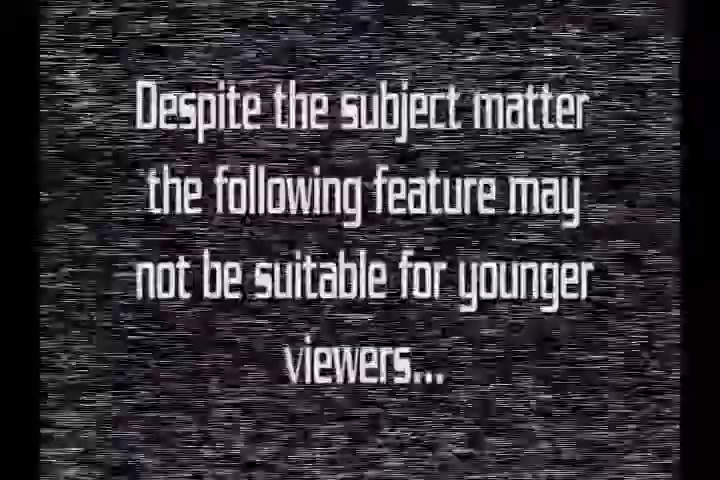 Despite the subject matter
the following feature may
not be suitable for younger
viewers...